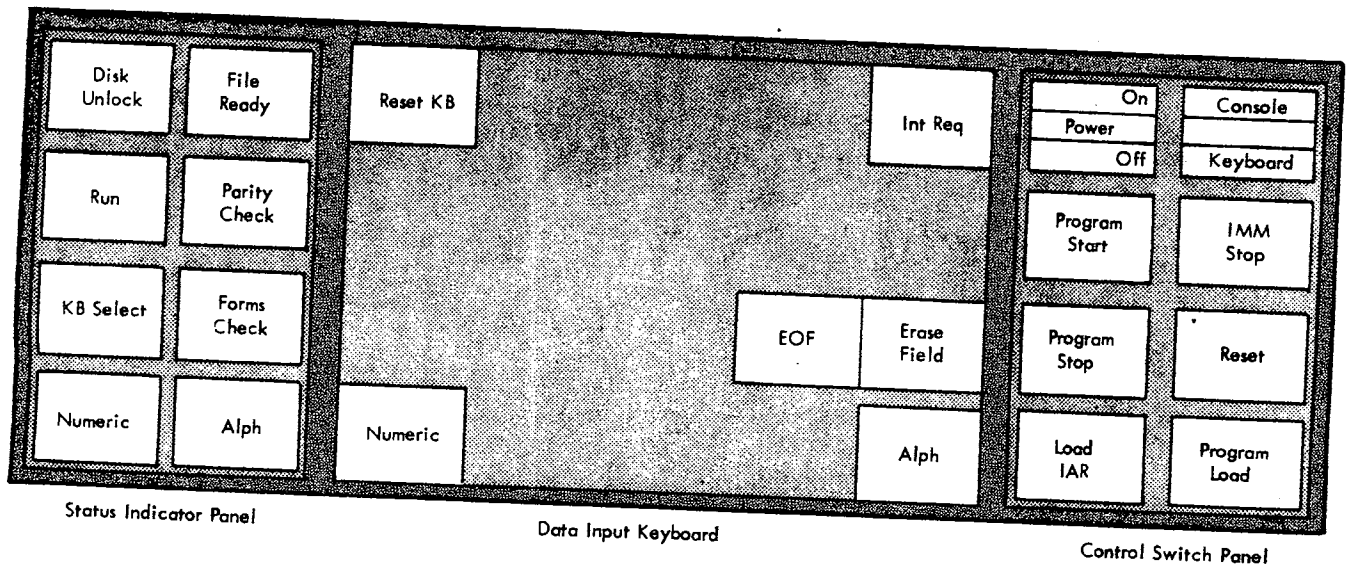 Disk
Unlock
File
Ready
Run
Parity
Check
KB Select
Forms
Check
Numeric
Alph
Status Indicator Panel
Reset KB
Int Req
EOF
Erase
Field
Numeric
Alph
Data Input Keyboard
On
Power
Off
Console
Keyboard
Program
Start
IMM
Stop
Program
Stop
Reset
Load
IAR
Program
Load
Control Switch Panel